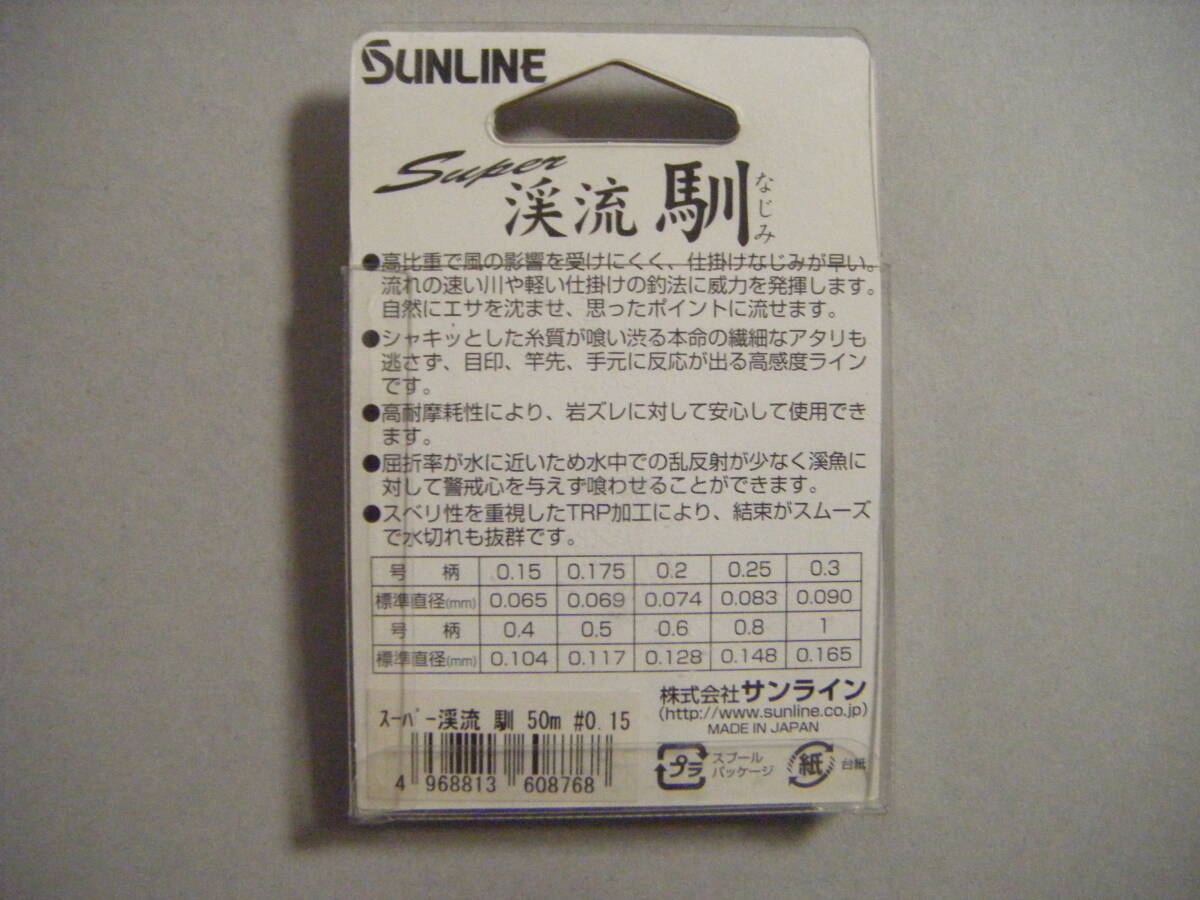 SUNLINE
Super
渓流 馴
なじみ
●高比重で風の影響を受けにくく、仕掛けなじみが早い。
流れの速い川や軽い仕掛けの釣法に威力を発揮します。
自然にエサを沈ませ、思ったポイントに流せます。
●シャキッとした糸質が喰い渋る本命の繊細なアタリも
逃さず、目印、竿先、手元に反応が出る高感度ライン
です。
●高耐摩耗性により、岩ズレに対して安心して使用でき
ます。
●屈折率が水に近いため水中での乱反射が少なく溪魚に
対して警戒心を与えず喰わせることができます。
●スベリ性を重視したTRP加工により、結束がスムーズ
で水切れも抜群です。
号 柄 0.15 0.175 0.2 0.25 0.3
標準直径(mm) 0.065 0.069 0.074 0.083 0.090
号 柄 0.4 0.5 0.6 0.8 1
標準直径(mm) 0.104 0.117 0.128 0.148 0.165
株式会社サンライン
(http://www.sunline.co.jp)
MADE IN JAPAN
ｽｰﾊﾟｰ渓流 馴 50m #0.15
4 968813 608768
プラ
スプール
パッケージ
紙
台紙